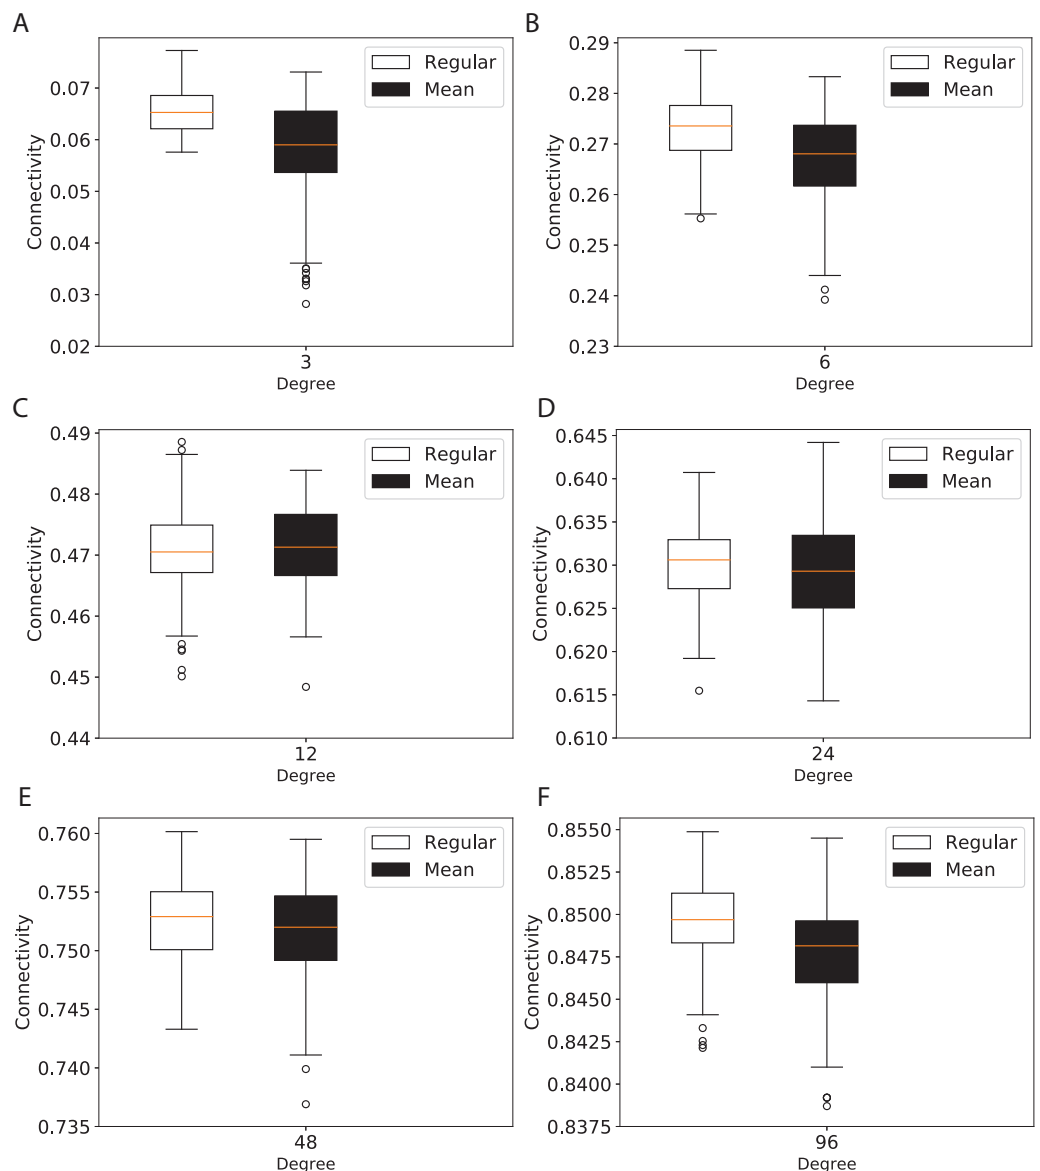 A
Connectivity
0.07
0.06
0.05
0.04
0.03
0.02
Regular
Mean
3
Degree
B
Connectivity
0.29
0.28
0.27
0.26
0.25
0.24
0.23
Regular
Mean
6
Degree
C
Connectivity
0.49
0.48
0.47
0.46
0.45
0.44
Regular
Mean
12
Degree
D
Connectivity
0.645
0.640
0.635
0.630
0.625
0.620
0.615
0.610
Regular
Mean
24
Degree
E
Connectivity
0.760
0.755
0.750
0.745
0.740
0.735
Regular
Mean
48
Degree
F
Connectivity
0.8550
0.8525
0.8500
0.8475
0.8450
0.8425
0.8400
0.8375
Regular
Mean
96
Degree